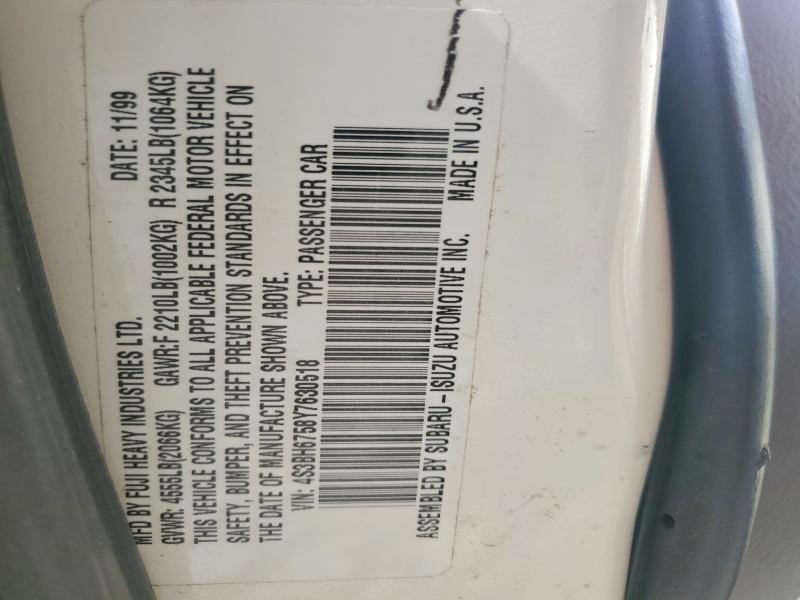 MFD BY FUJI HEAVY INDUSTRIES LTD. DATE: 11/99
GVWR: 4555LB(2066KG) GAWR:F 2210LB(1002KG) R 2345LB(1064KG)
THIS VEHICLE CONFORMS TO ALL APPLICABLE FEDERAL MOTOR VEHICLE
SAFETY, BUMPER, AND THEFT PREVENTION STANDARDS IN EFFECT ON
THE DATE OF MANUFACTURE SHOWN ABOVE.
VIN: 4S3BH6758Y7630518 TYPE: PASSENGER CAR
ASSEMBLED BY SUBARU-ISUZU AUTOMOTIVE INC. MADE IN U.S.A.